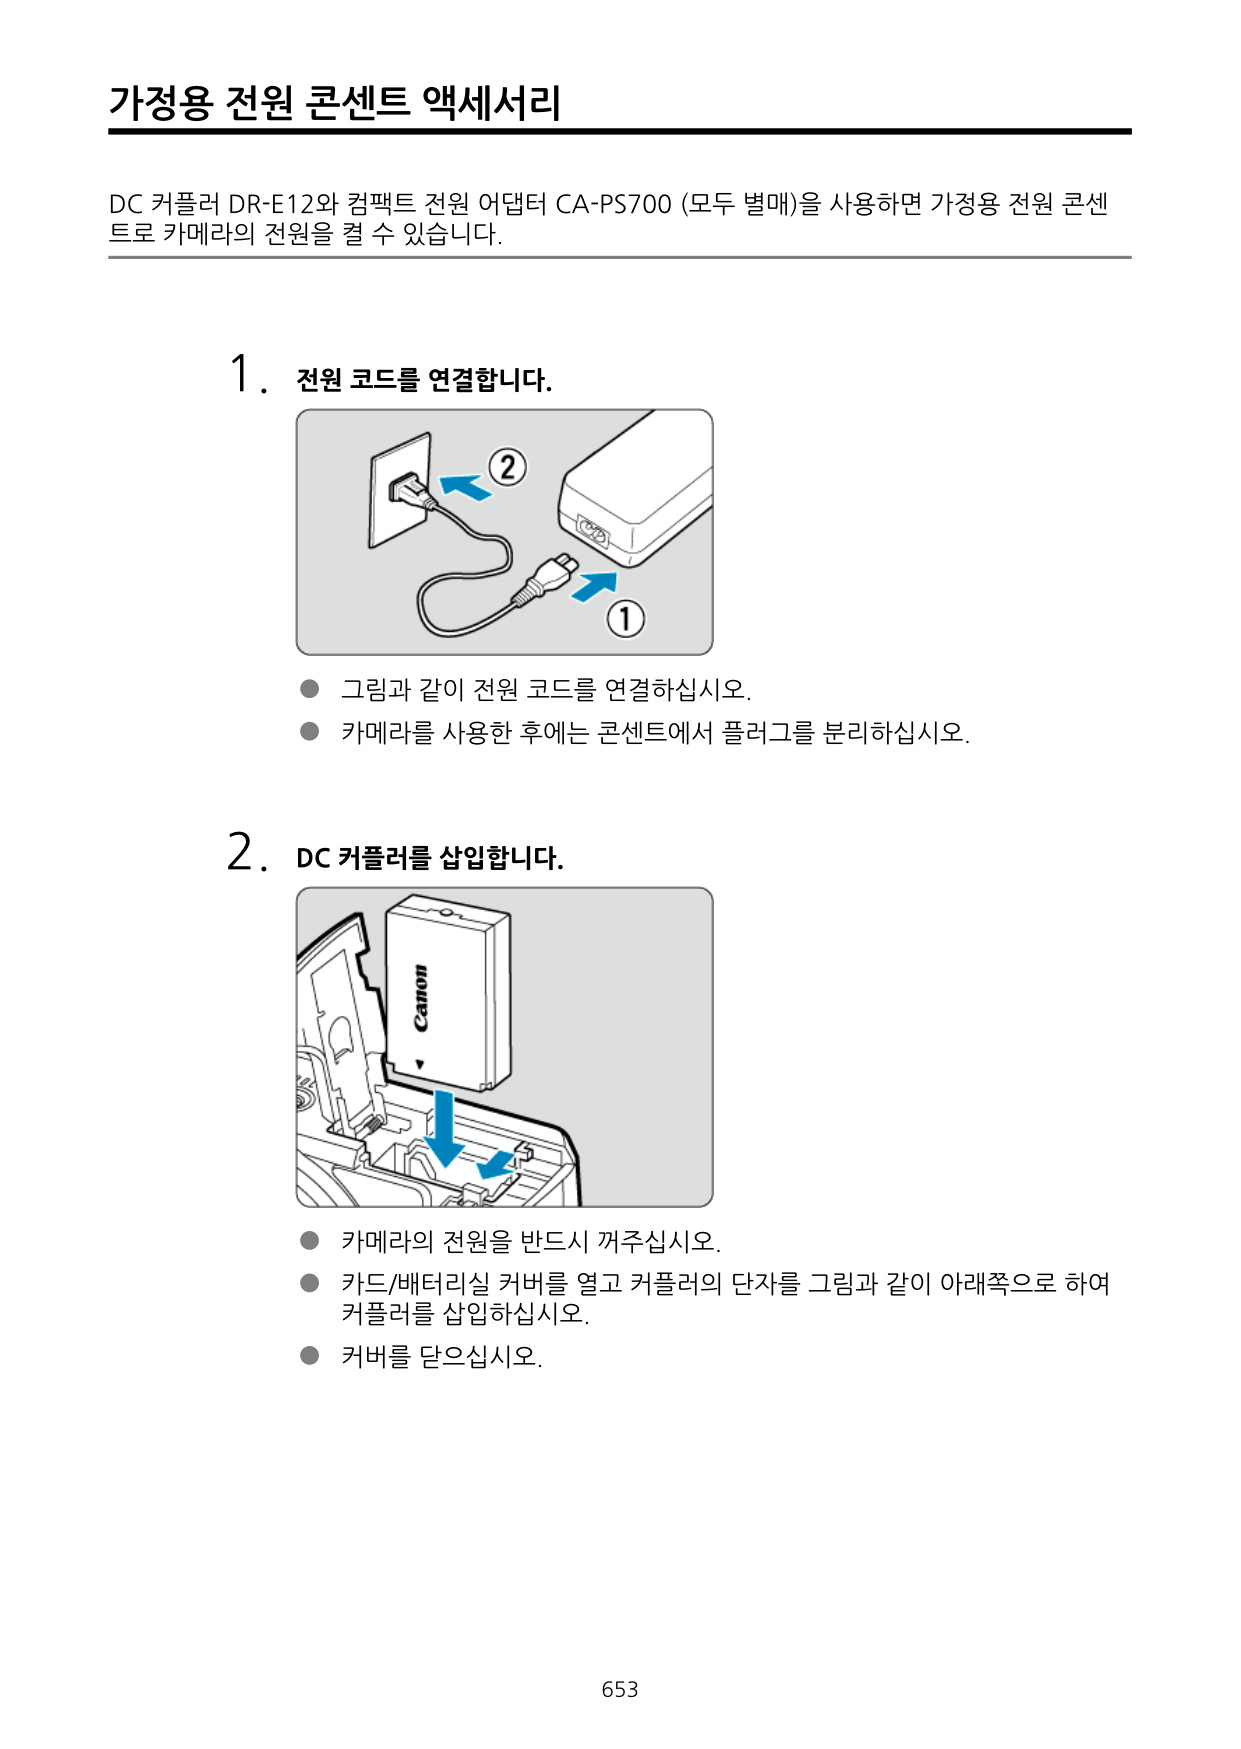 가정용 전원 콘센트 액세서리
DC 커플러 DR-E12와 컴팩트 전원 어댑터 CA-PS700 (모두 별매)을 사용하면 가정용 전원 콘센
트로 카메라의 전원을 켤 수 있습니다.
1. 전원 코드를 연결합니다.
②
①
● 그림과 같이 전원 코드를 연결하십시오.
● 카메라를 사용한 후에는 콘센트에서 플러그를 분리하십시오.
2. DC 커플러를 삽입합니다.
Canon
● 카메라의 전원을 반드시 꺼주십시오.
● 카드/배터리실 커버를 열고 커플러의 단자를 그림과 같이 아래쪽으로 하여
커플러를 삽입하십시오.
● 커버를 닫으십시오.
653